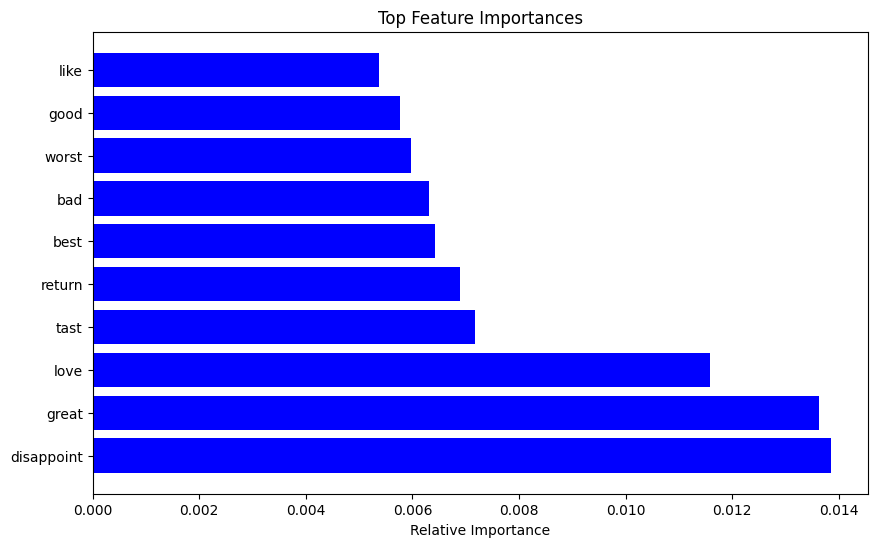 Top Feature Importances
like
good
worst
bad
best
return
tast
love
great
disappoint
0.000 0.002 0.004 0.006 0.008 0.010 0.012 0.014
Relative Importance